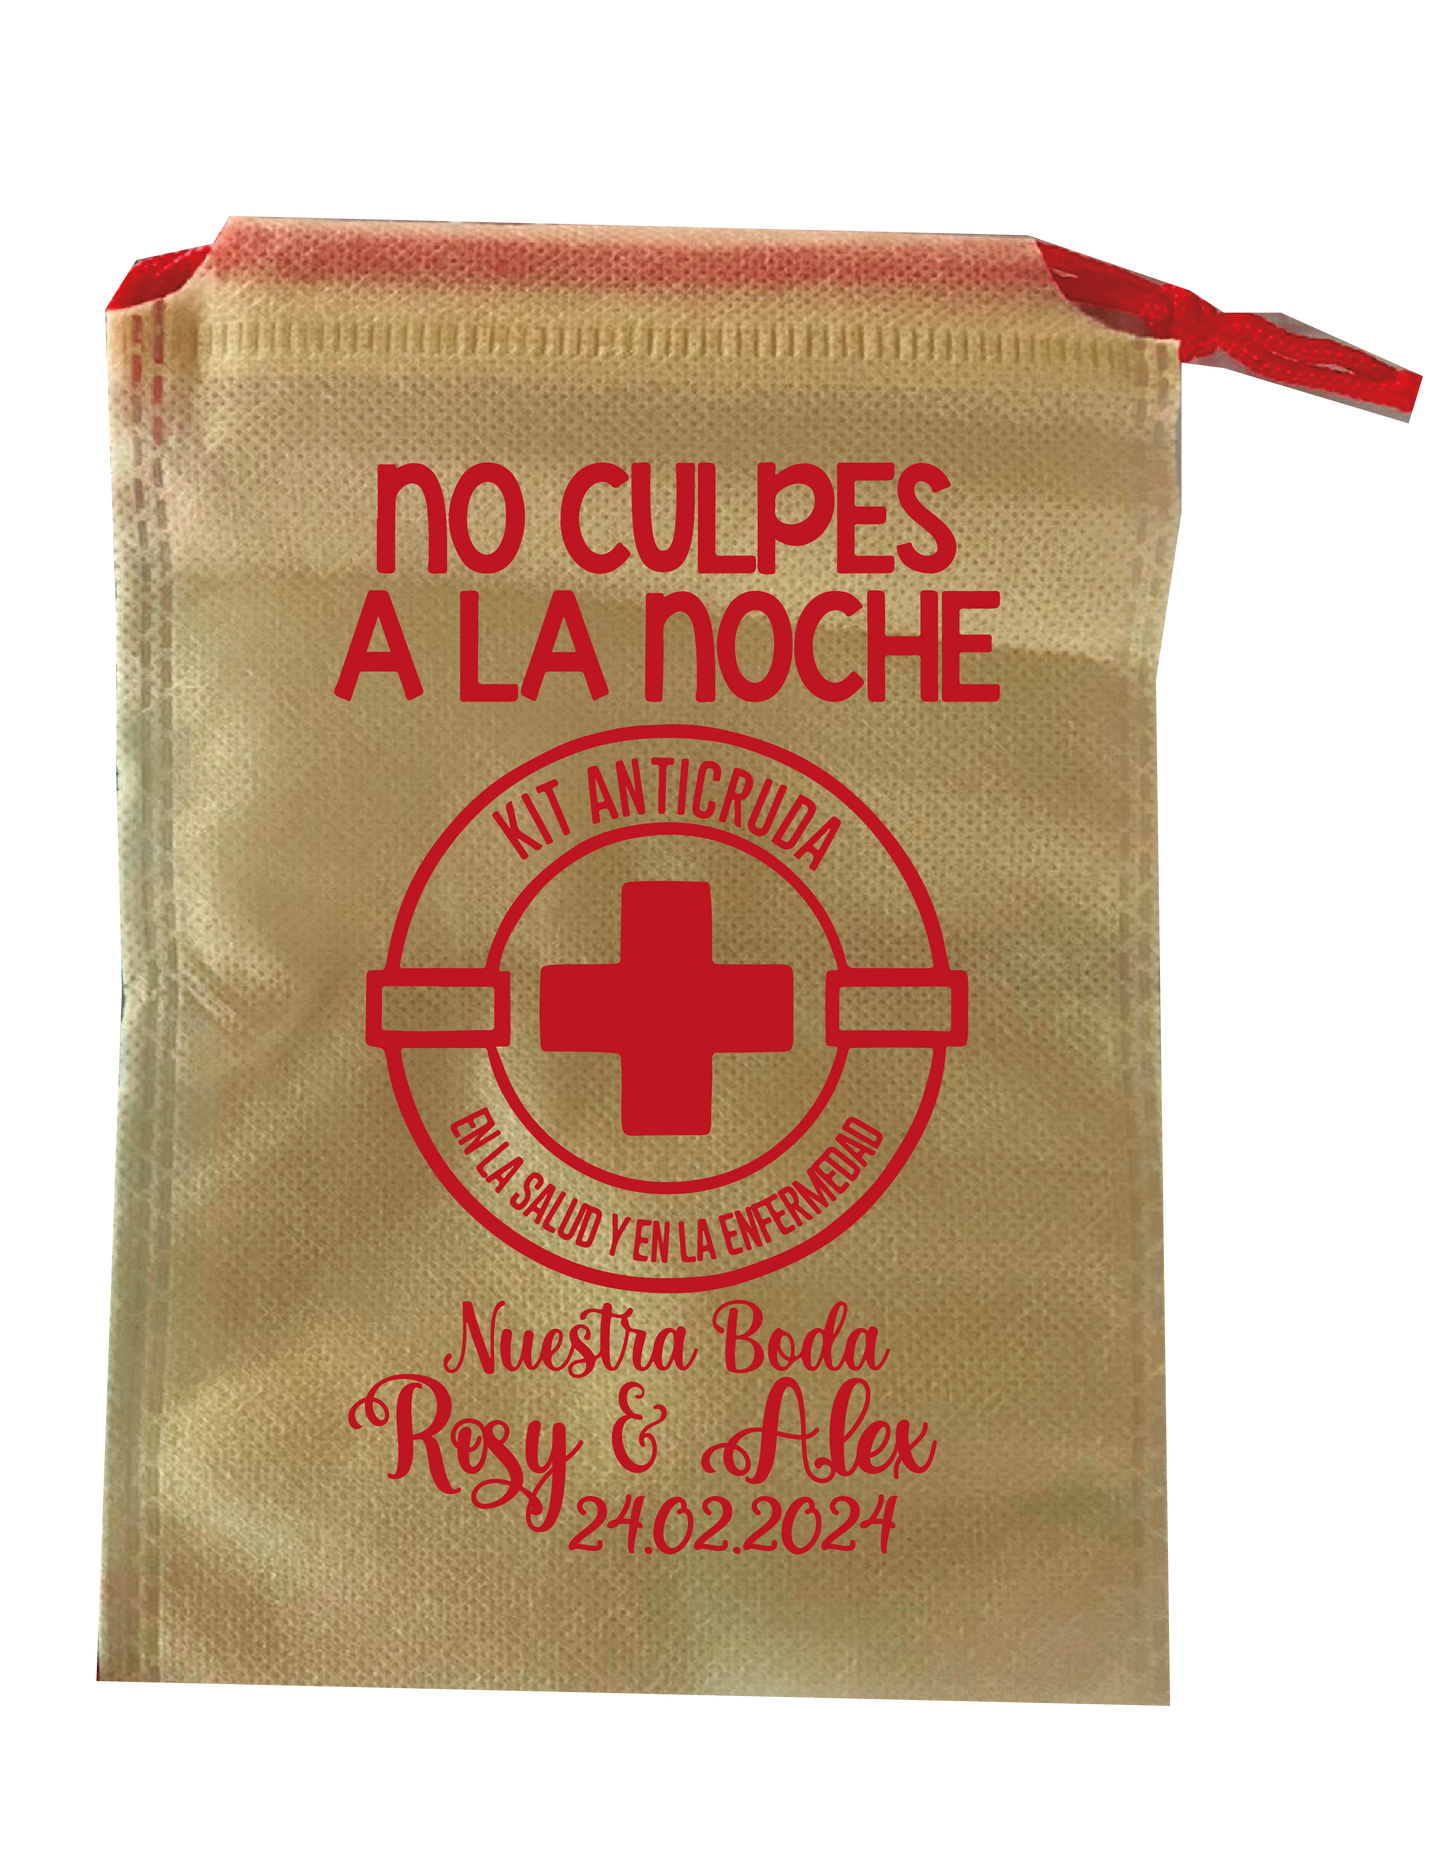 NO CULPES
A LA NOCHE
KIT ANTICRUDA
EN LA SALUD Y EN LA ENFERMEDAD
Nuestra Boda
Rosy & Alex
24.02.2024